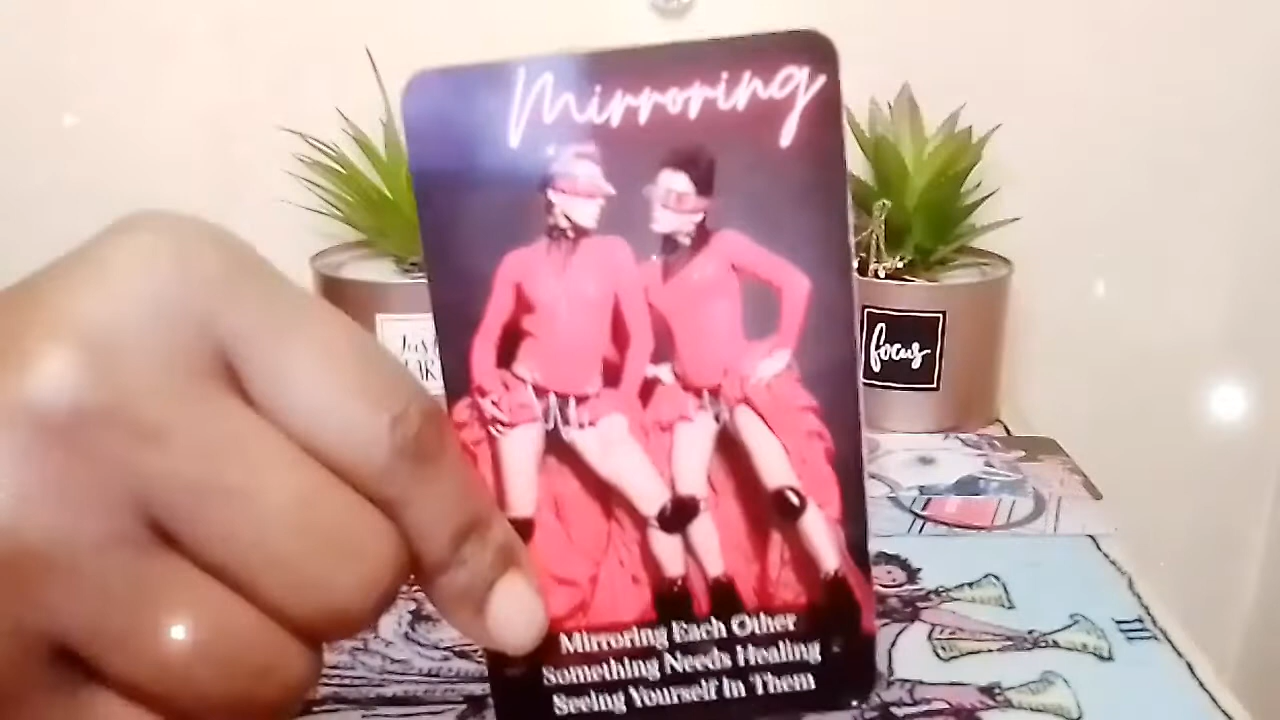 Mirroring
focus
Mirroring Each Other
Something Needs Healing
Seeing Yourself In Them
III